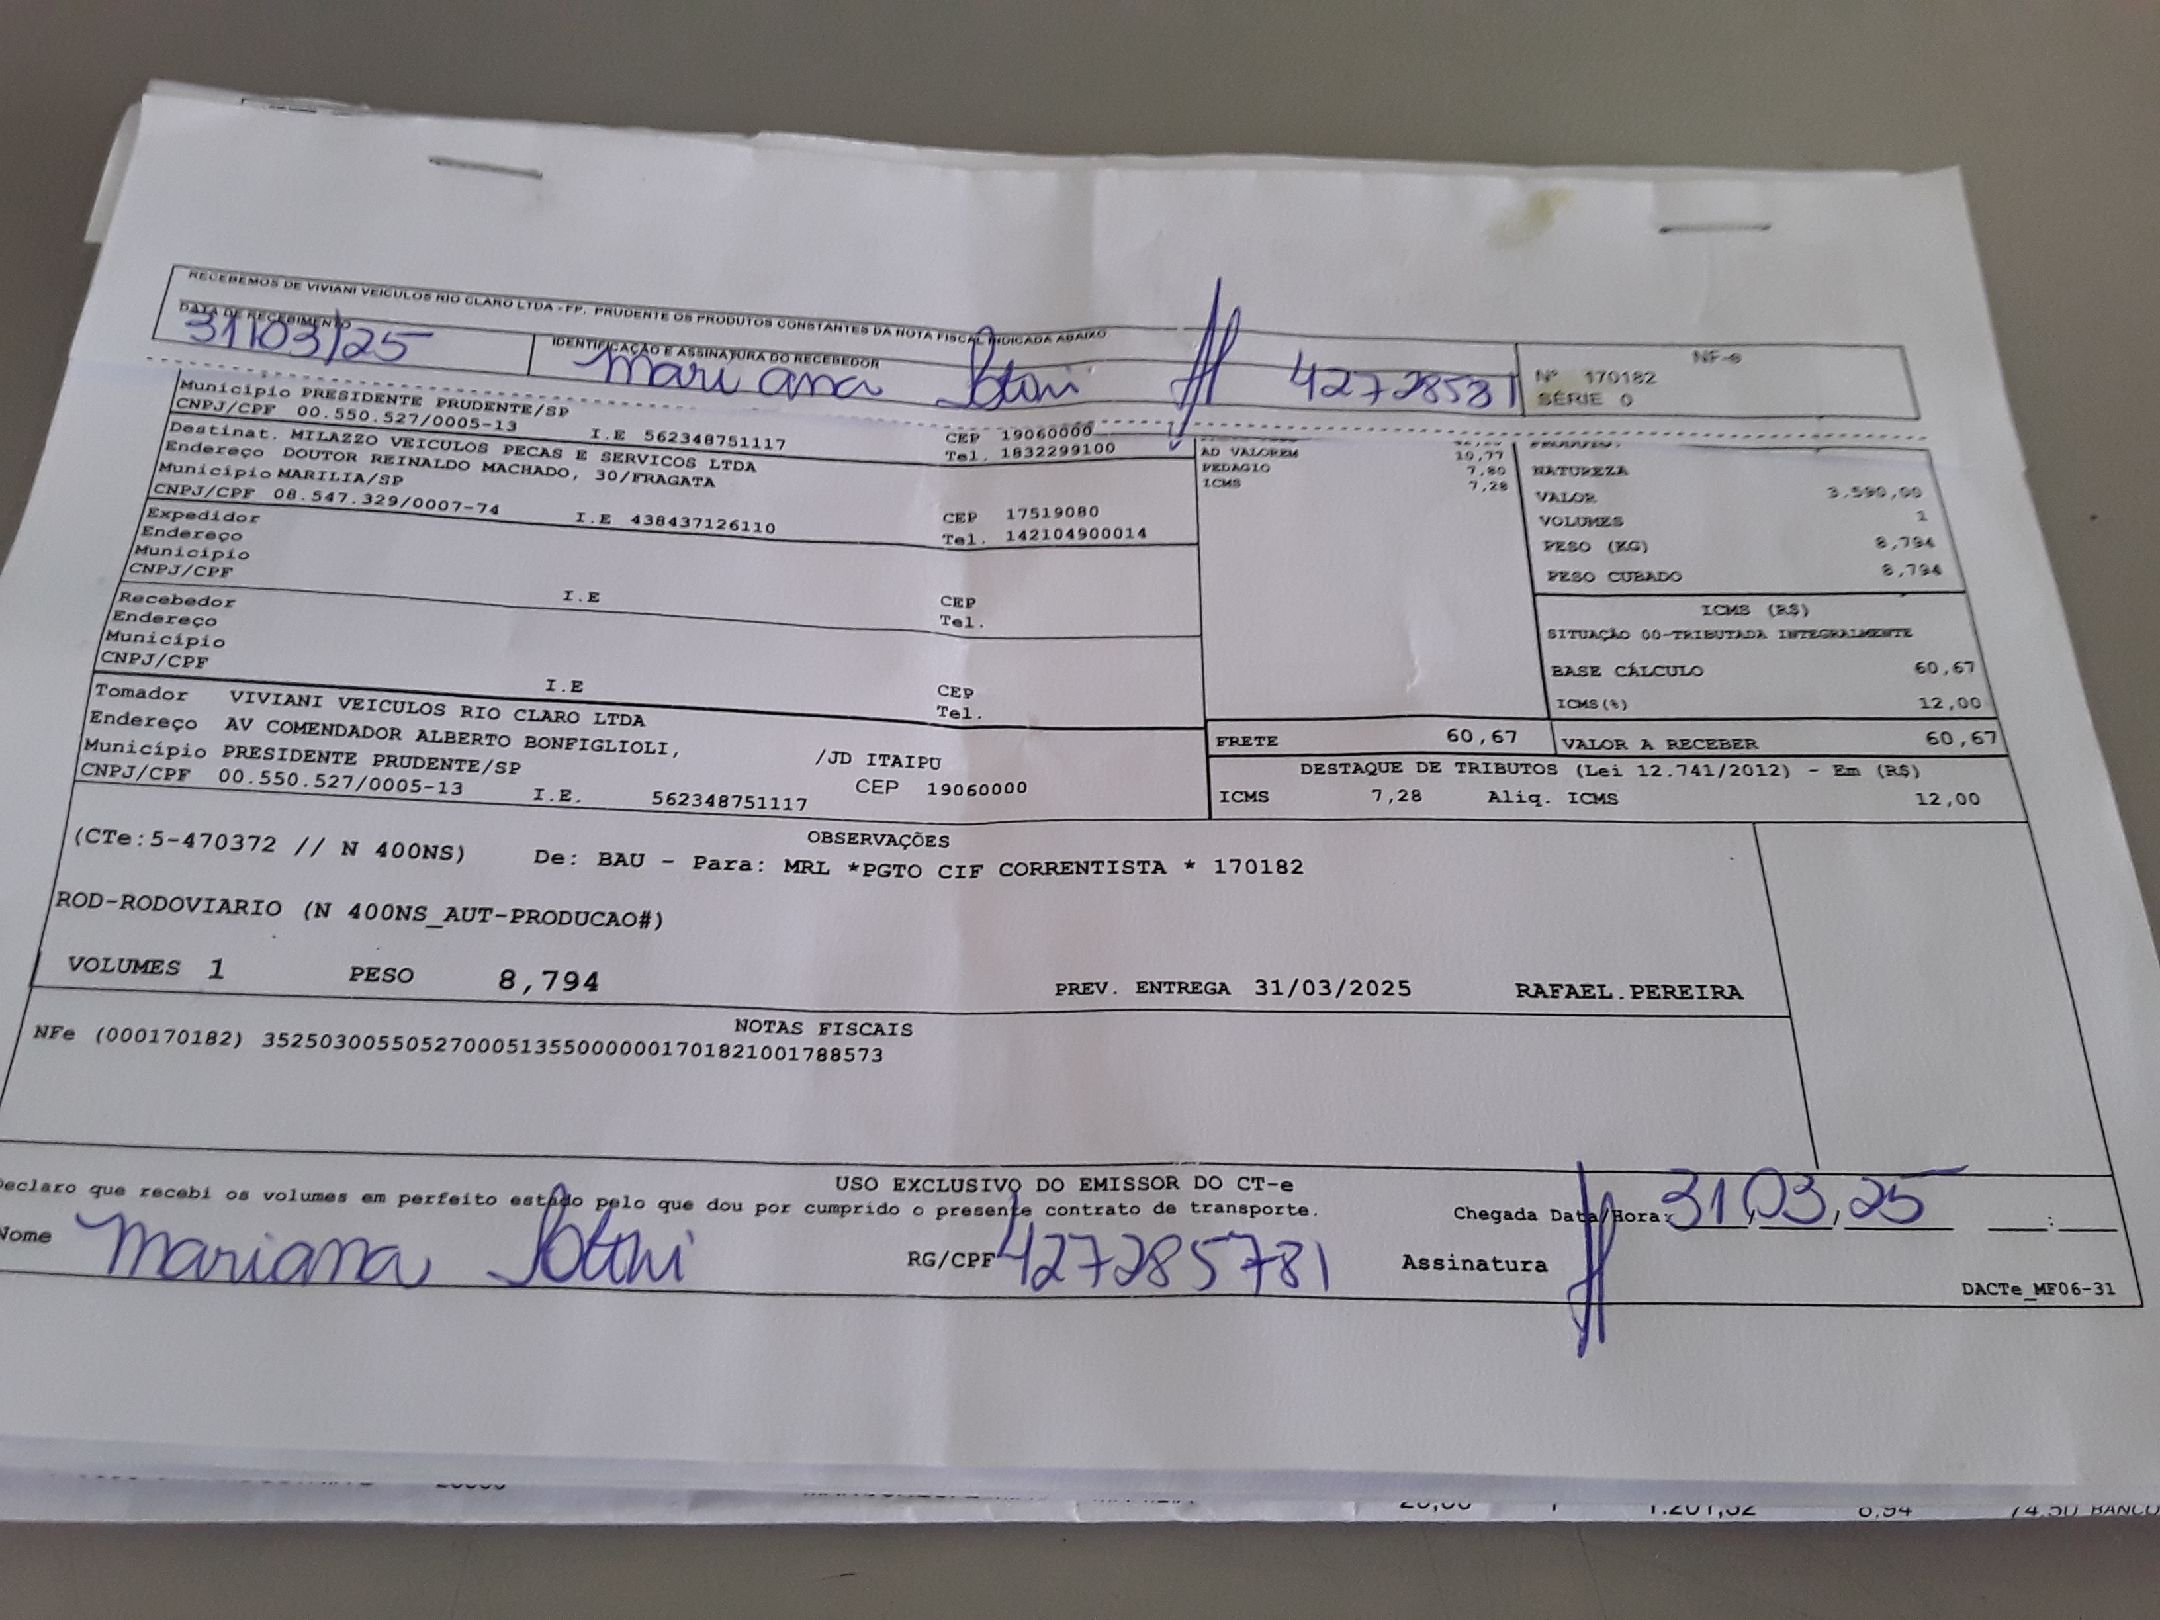 RECEBEMOS DE VIVIANI VEICULOS RIO CLARO LTDA - FP. PRUDENTE OS PRODUTOS CONSTANTES DA NOTA FISCAL INDICADA ABAIXO
DATA DE RECEBIMENTO
31/03/25
IDENTIFICAÇÃO E ASSINATURA DO RECEBEDOR
Mariana
NF-e
Nº 170182
SÉRIE 0
Município PRESIDENTE PRUDENTE/SP CEP 19060000
CNPJ/CPF 00.550.527/0005-13 I.E 562348751117 Tel. 1832299100
Destinat. MILAZZO VEICULOS PECAS E SERVICOS LTDA
Endereço DOUTOR REINALDO MACHADO, 30/FRAGATA
Município MARILIA/SP CEP 17519080
CNPJ/CPF 08.547.329/0007-74 I.E 438437126110 Tel. 142104900014
Expedidor
Endereço
Município CEP
CNPJ/CPF I.E Tel.
Recebedor
Endereço
Município CEP
CNPJ/CPF I.E Tel.
Tomador VIVIANI VEICULOS RIO CLARO LTDA
Endereço AV COMENDADOR ALBERTO BONFIGLIOLI, /JD ITAIPU
Município PRESIDENTE PRUDENTE/SP CEP 19060000
CNPJ/CPF 00.550.527/0005-13 I.E. 562348751117
AD VALOREM 10,77
PEDAGIO 7,80
ICMS 7,28
NATUREZA
VALOR 3.590,00
VOLUMES 1
PESO (KG) 8,794
PESO CUBADO 8,794
ICMS (R$)
SITUAÇÃO 00-TRIBUTADA INTEGRALMENTE
BASE CÁLCULO 60,67
ICMS(%) 12,00
FRETE 60,67 VALOR A RECEBER 60,67
DESTAQUE DE TRIBUTOS (Lei 12.741/2012) - Em (R$)
ICMS 7,28 Aliq. ICMS 12,00
OBSERVAÇÕES
(CTe:5-470372 // N 400NS) De: BAU - Para: MRL *PGTO CIF CORRENTISTA * 170182
ROD-RODOVIARIO (N 400NS_AUT-PRODUCAO#)
VOLUMES 1 PESO 8,794 PREV. ENTREGA 31/03/2025 RAFAEL.PEREIRA
NOTAS FISCAIS
NFe (000170182) 35250300550527000513550000001701821001788573
USO EXCLUSIVO DO EMISSOR DO CT-e
Declaro que recebi os volumes em perfeito estado pelo que dou por cumprido o presente contrato de transporte.
Chegada Data/Hora: 31/03/25 :
Nome Mariana RG/CPF 427285781 Assinatura
DACTe_MF06-31